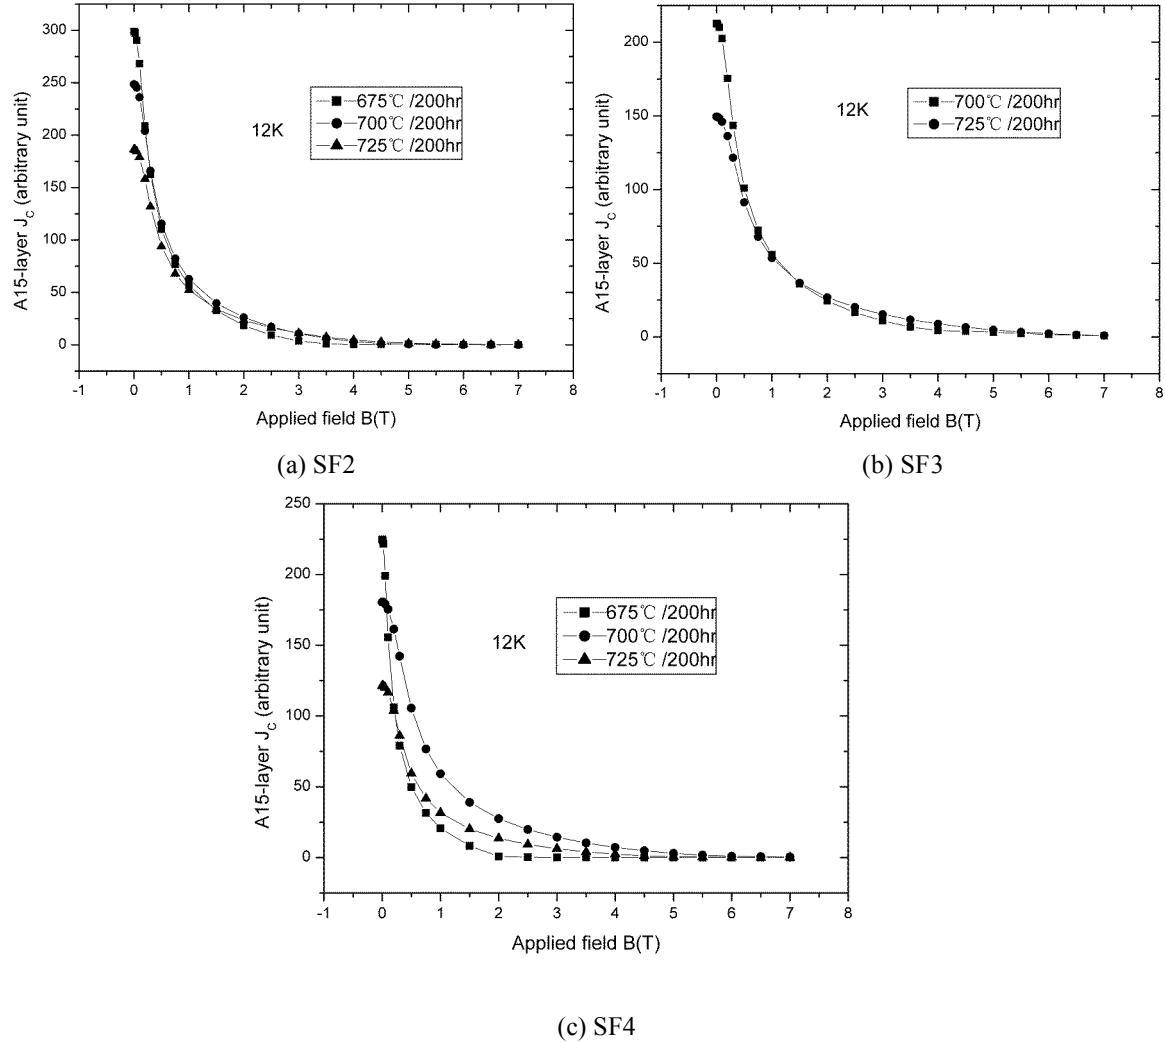 300
250
200
150
100
50
0
A15-layer J_C (arbitrary unit)
12K
675℃ /200hr
700℃ /200hr
725℃ /200hr
-1 0 1 2 3 4 5 6 7 8
Applied field B(T)
(a) SF2
200
150
100
50
0
A15-layer J_C (arbitrary unit)
12K
700℃ /200hr
725℃ /200hr
-1 0 1 2 3 4 5 6 7 8
Applied field B(T)
(b) SF3
250
200
150
100
50
0
A15-layer J_C (arbitrary unit)
12K
675℃ /200hr
700℃ /200hr
725℃ /200hr
-1 0 1 2 3 4 5 6 7 8
Applied field B(T)
(c) SF4